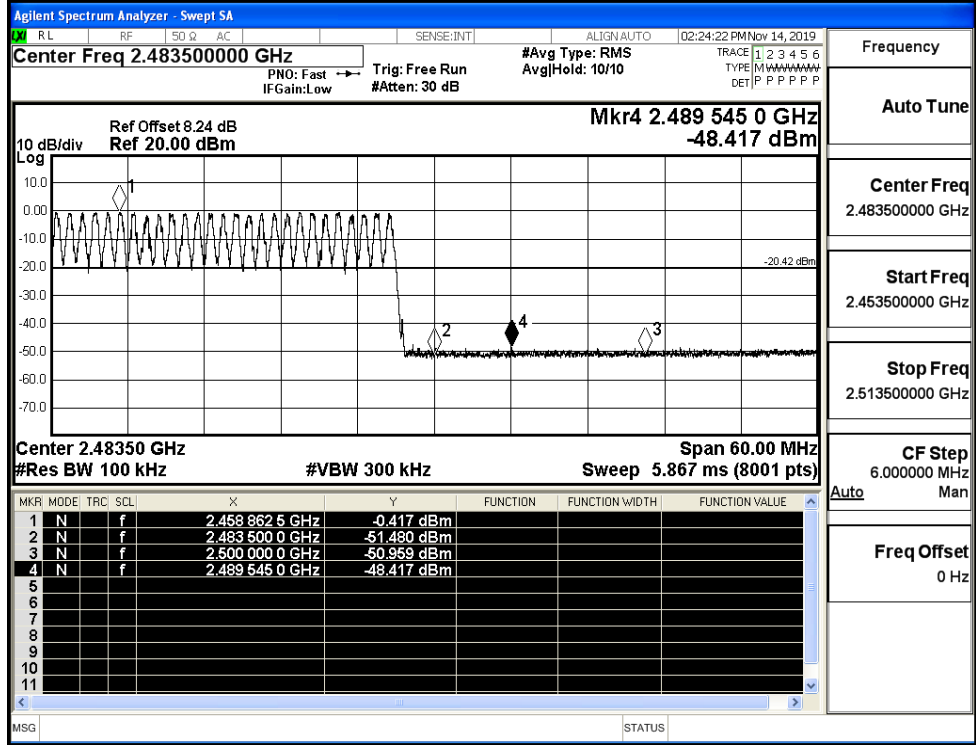 Agilent Spectrum Analyzer - Swept SA
LXI RL RF 50 Ω AC SENSE:INT ALIGN AUTO 02:24:22 PM Nov 14, 2019
Center Freq 2.483500000 GHz
PNO: Fast
IFGain:Low
Trig: Free Run
#Atten: 30 dB
#Avg Type: RMS
Avg|Hold: 10/10
TRACE 1 2 3 4 5 6
TYPE M
DET P P P P P P
Mkr4 2.489 545 0 GHz
-48.417 dBm
Ref Offset 8.24 dB
10 dB/div Ref 20.00 dBm
Log
10.0
0.00
-10.0
-20.0
-30.0
-40.0
-50.0
-60.0
-70.0
1
2
4
3
-20.42 dBm
Center 2.48350 GHz Span 60.00 MHz
#Res BW 100 kHz #VBW 300 kHz Sweep 5.867 ms (8001 pts)
MKR MODE TRC SCL X Y FUNCTION FUNCTION WIDTH FUNCTION VALUE
1 N f 2.458 862 5 GHz -0.417 dBm
2 N f 2.483 500 0 GHz -51.480 dBm
3 N f 2.500 000 0 GHz -50.959 dBm
4 N f 2.489 545 0 GHz -48.417 dBm
5
6
7
8
9
10
11
MSG STATUS
Frequency
Auto Tune
Center Freq
2.483500000 GHz
Start Freq
2.453500000 GHz
Stop Freq
2.513500000 GHz
CF Step
6.000000 MHz
Auto Man
Freq Offset
0 Hz